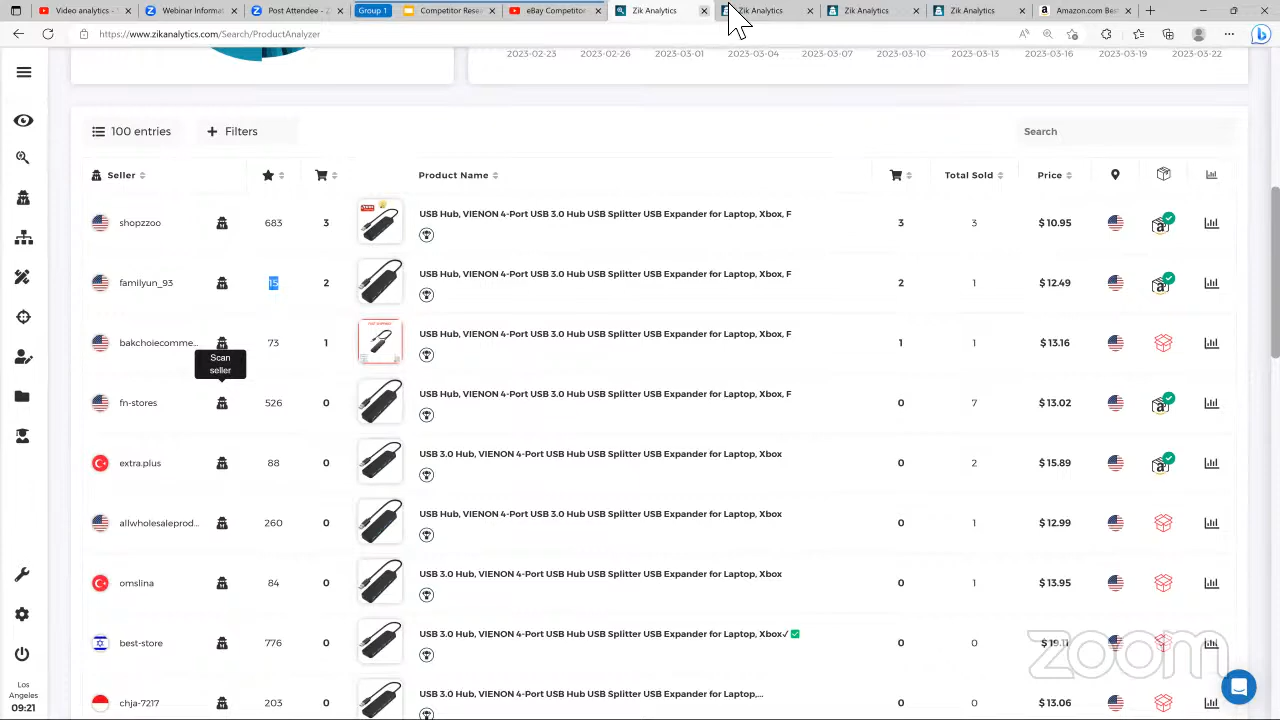 Video analytics -
Webinar Informat
Post Attendee - Z
Group 1
Competitor Rese
eBay Competitor
Zik Analytics
Zik Analytics
Zik Analytics
Zik Analytics
https://www.zikanalytics.com/Search/ProductAnalyzer
2023-02-23 2023-02-26 2023-03-01 2023-03-04 2023-03-07 2023-03-10 2023-03-13 2023-03-16 2023-03-19 2023-03-22
100 entries
+ Filters
Search
Seller Product Name Total Sold Price
shopzzoo 683 3 USB Hub, VIENON 4-Port USB 3.0 Hub USB Splitter USB Expander for Laptop, Xbox, F 3 3 $ 10.95
familyun_93 15 2 USB Hub, VIENON 4-Port USB 3.0 Hub USB Splitter USB Expander for Laptop, Xbox, F 2 1 $ 12.49
bakchoiecomme... 73 1 USB Hub, VIENON 4-Port USB 3.0 Hub USB Splitter USB Expander for Laptop, Xbox, F 1 1 $ 13.16
Scan
seller
fn-stores 526 0 USB Hub, VIENON 4-Port USB 3.0 Hub USB Splitter USB Expander for Laptop, Xbox, F 0 7 $ 13.02
extra.plus 88 0 USB 3.0 Hub, VIENON 4-Port USB Hub USB Splitter USB Expander for Laptop, Xbox 0 2 $ 15.89
allwholesaleprod... 260 0 USB Hub, VIENON 4-Port USB 3.0 Hub USB Splitter USB Expander for Laptop, Xbox 0 1 $ 12.99
omslina 84 0 USB 3.0 Hub, VIENON 4-Port USB Hub USB Splitter USB Expander for Laptop, Xbox 0 1 $ 13.95
best-store 776 0 USB 3.0 Hub, VIENON 4-Port USB Hub USB Splitter USB Expander for Laptop, Xbox✓ ✅ 0 0 $ 19.11
zoom
chja-7217 203 0 USB 3.0 Hub, VIENON 4-Port USB Hub USB Splitter USB Expander for Laptop,... 0 0 $ 13.06
Los
Angeles
09:21